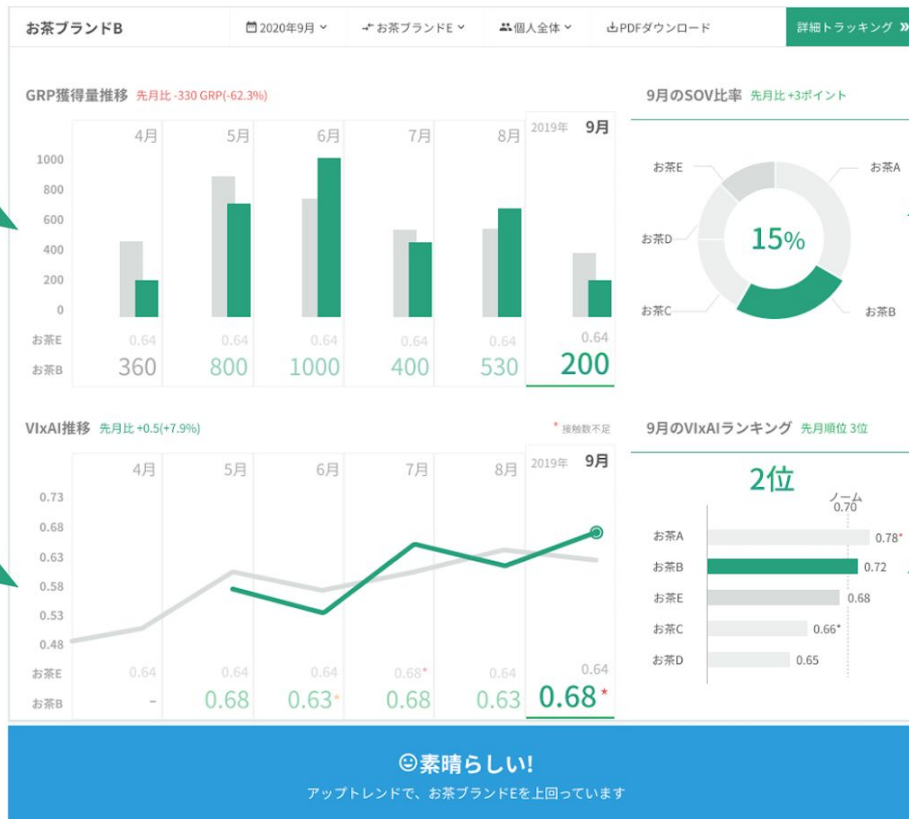 お茶ブランドB 2020年9月 お茶ブランドE 個人全体 PDFダウンロード 詳細トラッキング
GRP獲得量推移 先月比 -330 GRP(-62.3%)
4月 5月 6月 7月 8月 2019年 9月
1000
800
600
400
200
0
お茶E 0.64 0.64 0.64 0.64 0.64 0.64
お茶B 360 800 1000 400 530 200
9月のSOV比率 先月比 +3ポイント
お茶E お茶A
お茶D 15%
お茶C お茶B
VIxAI推移 先月比 +0.5(+7.9%) * 接触数不足
4月 5月 6月 7月 8月 2019年 9月
0.73
0.68
0.63
0.58
0.53
0.48
お茶E 0.64 0.64 0.64 0.68* 0.64 0.64
お茶B - 0.68 0.63* 0.68 0.63 0.68*
9月のVIxAIランキング 先月順位 3位
2位
ノーム
0.70
お茶A 0.78*
お茶B 0.72
お茶E 0.68
お茶C 0.66*
お茶D 0.65
素晴らしい!
アップトレンドで、お茶ブランドEを上回っています